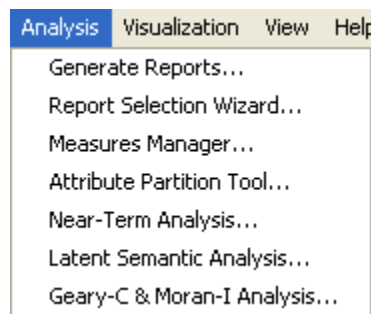 Analysis Visualization View Help
Generate Reports...
Report Selection Wizard...
Measures Manager...
Attribute Partition Tool...
Near-Term Analysis...
Latent Semantic Analysis...
Geary-C & Moran-I Analysis...